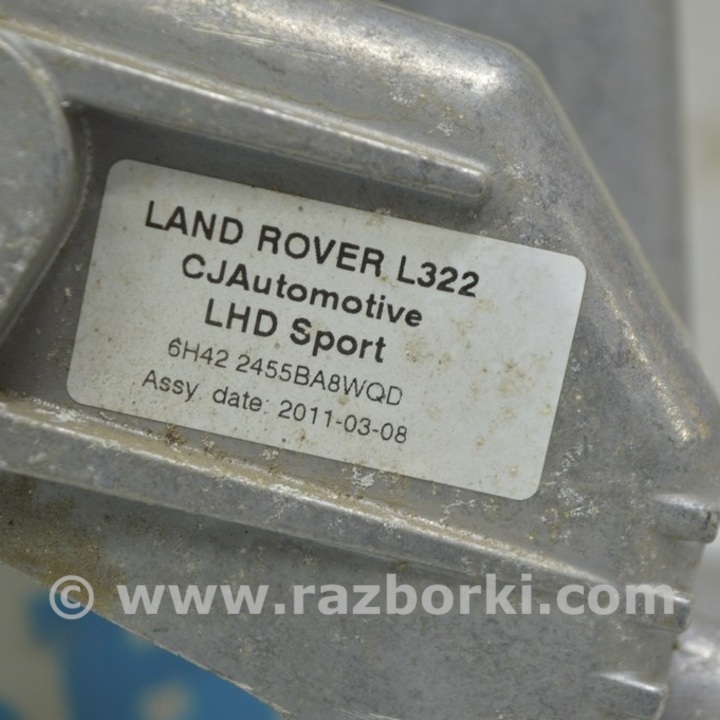 LAND ROVER L322
CJAutomotive
LHD Sport
6H42 2455BA8WQD
Assy. date: 2011-03-08
© www.razborki.com